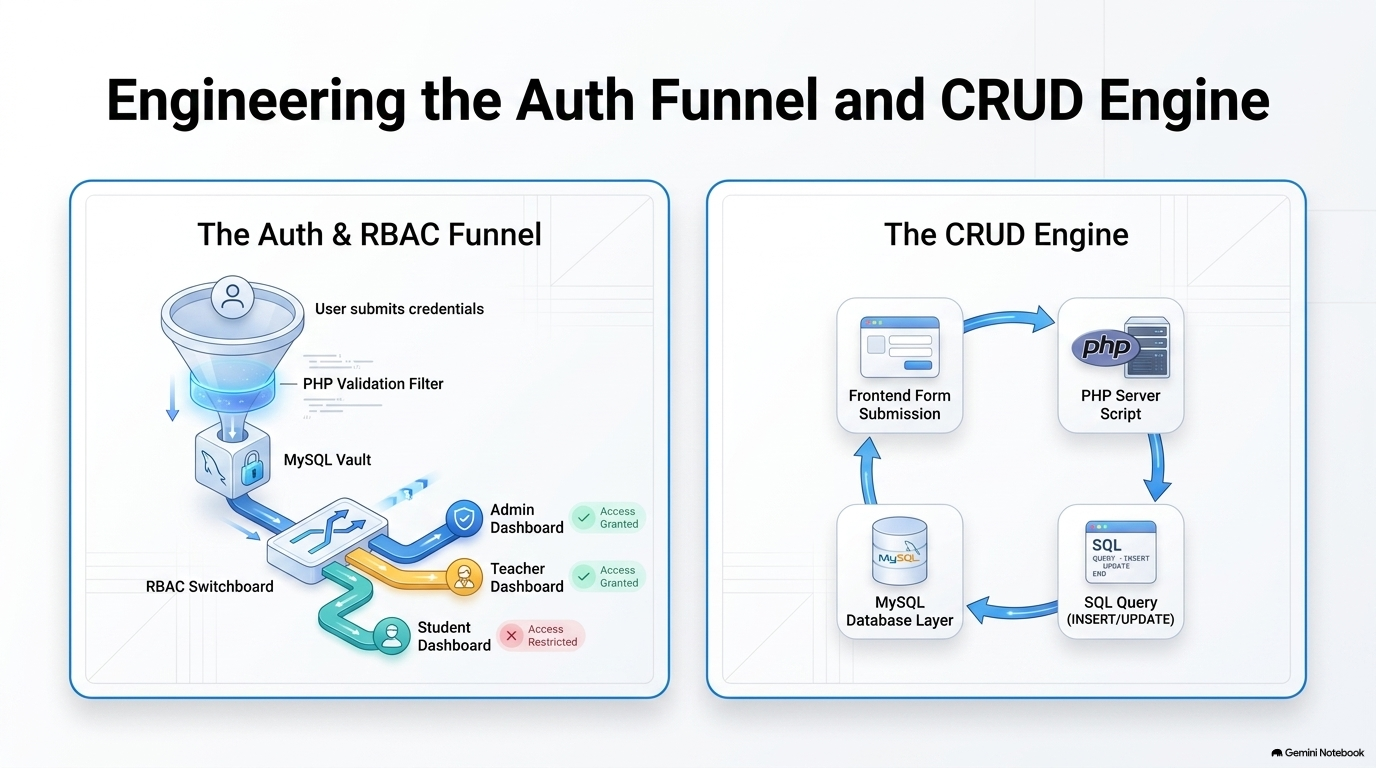 Engineering the Auth Funnel and CRUD Engine
The Auth & RBAC Funnel
User submits credentials
PHP Validation Filter
MySQL Vault
RBAC Switchboard
Admin
Dashboard
Access
Granted
Teacher
Dashboard
Access
Granted
Student
Dashboard
Access
Restricted
The CRUD Engine
Frontend Form
Submission
php
PHP Server
Script
SQL
QUERY · INSERT
UPDATE
END
SQL Query
(INSERT/UPDATE)
MySQL
MySQL
Database Layer
Gemini Notebook